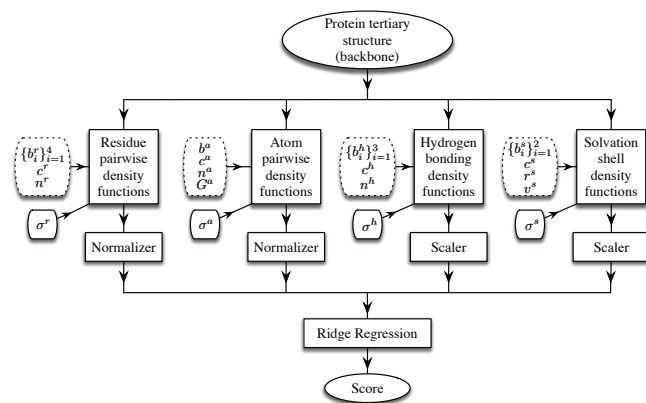 Protein tertiary
structure
(backbone)
{b_i^r}_{i=1}^4
c^r
n^r
Residue
pairwise
density
functions
σ^r
Normalizer
b^a
c^a
n^a
G^a
Atom
pairwise
density
functions
σ^a
Normalizer
{b_i^h}_{i=1}^3
c^h
n^h
Hydrogen
bonding
density
functions
σ^h
Scaler
{b_i^s}_{i=1}^2
c^s
r^s
v^s
Solvation
shell
density
functions
σ^s
Scaler
Ridge Regression
Score